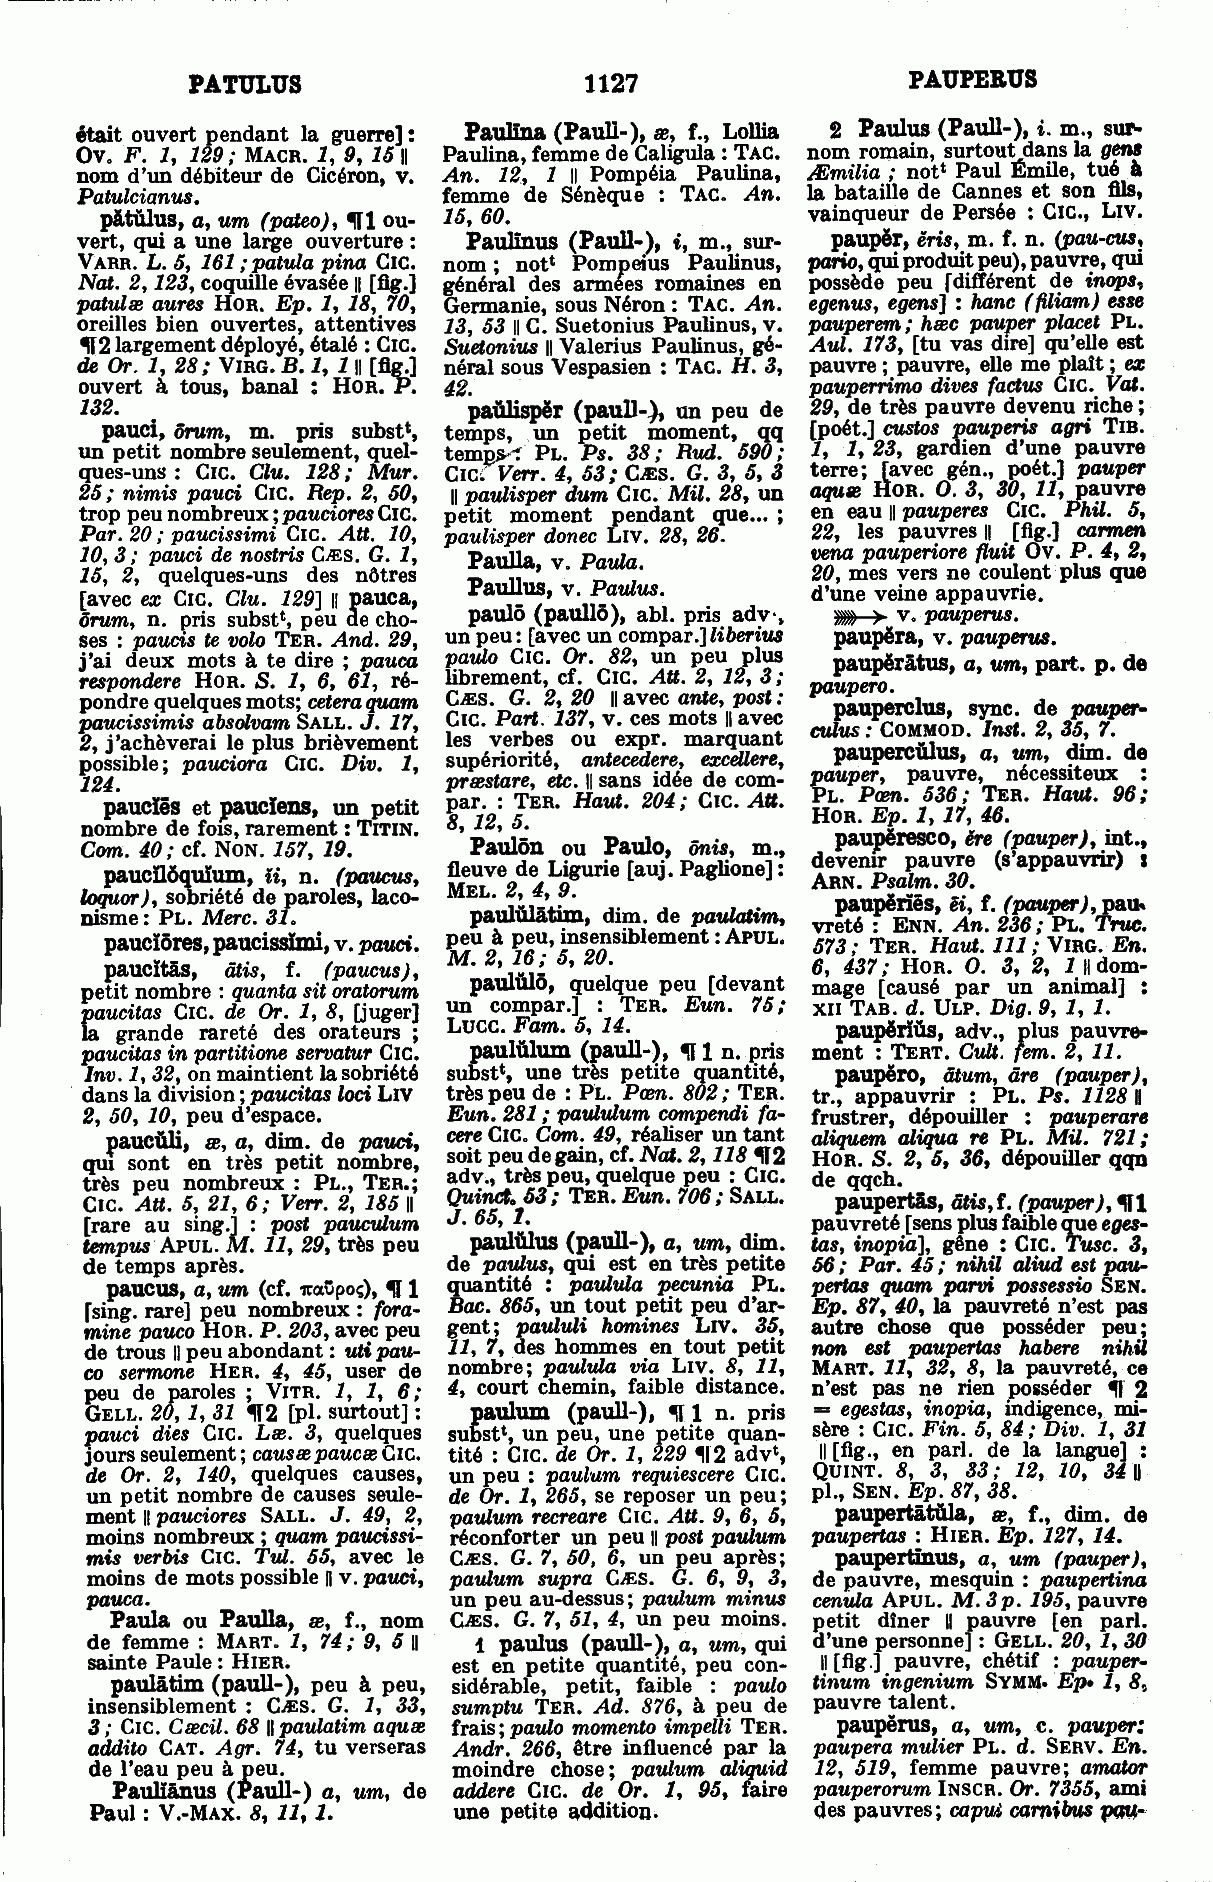 PATULUS
1127
PAUPERUS
était ouvert pendant la guerre]:
Ov. F. 1, 129; MACR. 1, 9, 15 ||
nom d'un débiteur de Cicéron, v.
Patulcianus.
pătŭlus, a, um (pateo), ¶1 ou-
vert, qui a une large ouverture :
VARR. L. 5, 161; patula pina CIC.
Nat. 2, 123, coquille évasée || [fig.]
patulæ aures HOR. Ep. 1, 18, 70,
oreilles bien ouvertes, attentives
¶2 largement déployé, étalé : CIC.
de Or. 1, 28; VIRG. B. 1, 1 || [fig.]
ouvert à tous, banal : HOR. P.
132.
pauci, ōrum, m. pris substᵗ,
un petit nombre seulement, quel-
ques-uns : CIC. Clu. 128; Mur.
25; nimis pauci CIC. Rep. 2, 50,
trop peu nombreux; pauciores CIC.
Par. 20; paucissimi CIC. Att. 10,
10, 3; pauci de nostris CÆS. G. 1,
15, 2, quelques-uns des nôtres
[avec ex CIC. Clu. 129] || pauca,
ōrum, n. pris substᵗ, peu de cho-
ses : paucis te volo TER. And. 29,
j'ai deux mots à te dire ; pauca
respondere HOR. S. 1, 6, 61, ré-
pondre quelques mots; cetera quam
paucissimis absolvam SALL. J. 17,
2, j'achèverai le plus brièvement
possible; pauciora CIC. Div. 1,
124.
paucĭēs et paucĭens, un petit
nombre de fois, rarement : TITIN.
Com. 40; cf. NON. 157, 19.
paucĭlŏquĭum, ĭi, n. (paucus,
loquor), sobriété de paroles, laco-
nisme : PL. Merc. 31.
paucĭōres, paucissĭmi, v. pauci.
paucĭtās, ātis, f. (paucus),
petit nombre : quanta sit oratorum
paucitas CIC. de Or. 1, 8, [juger]
la grande rareté des orateurs ;
paucitas in partitione servatur CIC.
Inv. 1, 32, on maintient la sobriété
dans la division; paucitas loci LIV
2, 50, 10, peu d'espace.
paucŭli, æ, a, dim. de pauci,
qui sont en très petit nombre,
très peu nombreux : PL., TER.;
CIC. Att. 5, 21, 6; Verr. 2, 185 ||
[rare au sing.] : post pauculum
tempus APUL. M. 11, 29, très peu
de temps après.
paucus, a, um (cf. παῦρος), ¶ 1
[sing. rare] peu nombreux : fora-
mine pauco HOR. P. 203, avec peu
de trous || peu abondant : uti pau-
co sermone HER. 4, 45, user de
peu de paroles ; VITR. 1, 1, 6;
GELL. 20, 1, 31 ¶2 [pl. surtout] :
pauci dies CIC. Læ. 3, quelques
jours seulement; causæ paucæ CIC.
de Or. 2, 140, quelques causes,
un petit nombre de causes seule-
ment || pauciores SALL. J. 49, 2,
moins nombreux ; quam paucissi-
mis verbis CIC. Tul. 55, avec le
moins de mots possible || v. pauci,
pauca.
Paula ou Paulla, æ, f., nom
de femme : MART. 1, 74; 9, 5 ||
sainte Paule : HIER.
paulātim (paull-), peu à peu,
insensiblement : CÆS. G. 1, 33,
3; CIC. Cæcil. 68 || paulatim aquæ
addito CAT. Agr. 74, tu verseras
de l'eau peu à peu.
Paulĭānus (Paull-) a, um, de
Paul : V.-MAX. 8, 11, 1.
Paulīna (Paull-), æ, f., Lollia
Paulina, femme de Caligula : TAC.
An. 12, 1 || Pompéia Paulina,
femme de Sénèque : TAC. An.
15, 60.
Paulīnus (Paull-), i, m., sur-
nom ; notᵗ Pompeius Paulinus,
général des armées romaines en
Germanie, sous Néron : TAC. An.
13, 53 || C. Suetonius Paulinus, v.
Suetonius || Valerius Paulinus, gé-
néral sous Vespasien : TAC. H. 3,
42.
paŭlispĕr (paull-), un peu de
temps, un petit moment, qq
temps : PL. Ps. 38; Rud. 590;
CIC. Verr. 4, 53; CÆS. G. 3, 5, 3
|| paulisper dum CIC. Mil. 28, un
petit moment pendant que... ;
paulisper donec LIV. 28, 26.
Paulla, v. Paula.
Paullus, v. Paulus.
paulō (paullō), abl. pris adv.,
un peu : [avec un compar.] liberius
paulo CIC. Or. 82, un peu plus
librement, cf. CIC. Att. 2, 12, 3;
CÆS. G. 2, 20 || avec ante, post :
CIC. Part. 137, v. ces mots || avec
les verbes ou expr. marquant
supériorité, antecedere, excellere,
præstare, etc. || sans idée de com-
par. : TER. Haut. 204; CIC. Att.
8, 12, 5.
Paulōn ou Paulo, ōnis, m.,
fleuve de Ligurie [auj. Paglione] :
MEL. 2, 4, 9.
paulŭlātim, dim. de paulatim,
peu à peu, insensiblement : APUL.
M. 2, 16; 5, 20.
paulŭlō, quelque peu [devant
un compar.] : TER. Eun. 75;
LUCC. Fam. 5, 14.
paulŭlum (paull-), ¶ 1 n. pris
substᵗ, une très petite quantité,
très peu de : PL. Pœn. 802; TER.
Eun. 281; paululum compendi fa-
cere CIC. Com. 49, réaliser un tant
soit peu de gain, cf. Nat. 2, 118 ¶2
adv., très peu, quelque peu : CIC.
Quinct. 53; TER. Eun. 706; SALL.
J. 65, 1.
paulŭlus (paull-), a, um, dim.
de paulus, qui est en très petite
quantité : paulula pecunia PL.
Bac. 865, un tout petit peu d'ar-
gent; paululi homines LIV. 35,
11, 7, des hommes en tout petit
nombre; paulula via LIV. 8, 11,
4, court chemin, faible distance.
paulum (paull-), ¶ 1 n. pris
substᵗ, un peu, une petite quan-
tité : CIC. de Or. 1, 229 ¶2 advᵗ,
un peu : paulum requiescere CIC.
de Or. 1, 265, se reposer un peu;
paulum recreare CIC. Att. 9, 6, 5,
réconforter un peu || post paulum
CÆS. G. 7, 50, 6, un peu après;
paulum supra CÆS. G. 6, 9, 3,
un peu au-dessus; paulum minus
CÆS. G. 7, 51, 4, un peu moins.
1 paulus (paull-), a, um, qui
est en petite quantité, peu con-
sidérable, petit, faible : paulo
sumptu TER. Ad. 876, à peu de
frais; paulo momento impelli TER.
Andr. 266, être influencé par la
moindre chose; paulum aliquid
addere CIC. de Or. 1, 95, faire
une petite addition.
2 Paulus (Paull-), i. m., sur-
nom romain, surtout dans la gens
Æmilia ; notᵗ Paul Émile, tué à
la bataille de Cannes et son fils,
vainqueur de Persée : CIC., LIV.
paupĕr, ĕris, m. f. n. (pau-cus,
pario, qui produit peu), pauvre, qui
possède peu [différent de inops,
egenus, egens] : hanc (filiam) esse
pauperem; hæc pauper placet PL.
Aul. 173, [tu vas dire] qu'elle est
pauvre ; pauvre, elle me plaît ; ex
pauperrimo dives factus CIC. Vat.
29, de très pauvre devenu riche;
[poét.] custos pauperis agri TIB.
1, 1, 23, gardien d'une pauvre
terre; [avec gén., poét.] pauper
aquæ HOR. O. 3, 30, 11, pauvre
en eau || pauperes CIC. Phil. 5,
22, les pauvres || [fig.] carmen
vena pauperiore fluit Ov. P. 4, 2,
20, mes vers ne coulent plus que
d'une veine appauvrie.
»»→ v. pauperus.
paupĕra, v. pauperus.
paupĕrātus, a, um, part. p. de
paupero.
pauperclus, sync. de pauper-
culus : COMMOD. Inst. 2, 35, 7.
paupercŭlus, a, um, dim. de
pauper, pauvre, nécessiteux :
PL. Pœn. 536; TER. Haut. 96;
HOR. Ep. 1, 17, 46.
paupĕresco, ĕre (pauper), int.,
devenir pauvre (s'appauvrir) :
ARN. Psalm. 30.
paupĕrĭēs, ēi, f. (pauper), pau-
vreté : ENN. An. 236; PL. Truc.
573; TER. Haut. 111; VIRG. En.
6, 437; HOR. O. 3, 2, 1 || dom-
mage [causé par un animal] :
XII TAB. d. ULP. Dig. 9, 1, 1.
paupĕrĭŭs, adv., plus pauvre-
ment : TERT. Cult. fem. 2, 11.
paupĕro, ātum, āre (pauper),
tr., appauvrir : PL. Ps. 1128 ||
frustrer, dépouiller : pauperare
aliquem aliqua re PL. Mil. 721;
HOR. S. 2, 5, 36, dépouiller qqn
de qqch.
paupertās, ātis, f. (pauper), ¶1
pauvreté [sens plus faible que eges-
tas, inopia], gêne : CIC. Tusc. 3,
56; Par. 45; nihil aliud est pau-
pertas quam parvi possessio SEN.
Ep. 87, 40, la pauvreté n'est pas
autre chose que posséder peu;
non est paupertas habere nihil
MART. 11, 32, 8, la pauvreté, ce
n'est pas ne rien posséder ¶ 2
= egestas, inopia, indigence, mi-
sère : CIC. Fin. 5, 84; Div. 1, 31
|| [fig., en parl. de la langue] :
QUINT. 8, 3, 33; 12, 10, 34 ||
pl., SEN. Ep. 87, 38.
paupertātŭla, æ, f., dim. de
paupertas : HIER. Ep. 127, 14.
paupertīnus, a, um (pauper),
de pauvre, mesquin : paupertina
cenula APUL. M. 3 p. 195, pauvre
petit dîner || pauvre [en parl.
d'une personne] : GELL. 20, 1, 30
|| [fig.] pauvre, chétif : pauper-
tinum ingenium SYMM. Ep. 1, 8,
pauvre talent.
paupĕrus, a, um, c. pauper:
paupera mulier PL. d. SERV. En.
12, 519, femme pauvre; amator
pauperorum INSCR. Or. 7355, ami
des pauvres; caput carnibus pau-